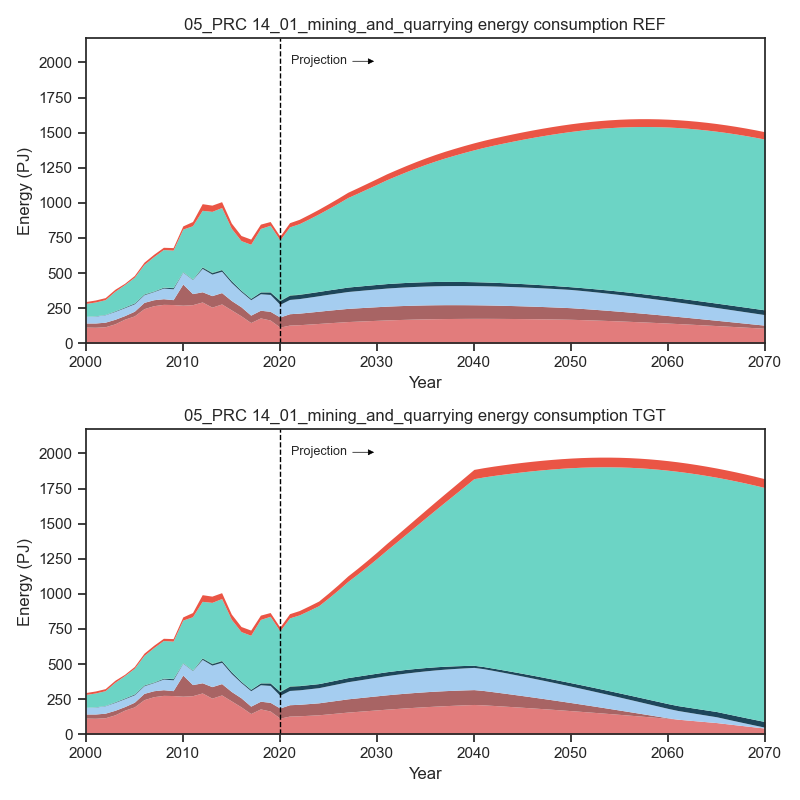 05_PRC 14_01_mining_and_quarrying energy consumption REF
Projection
2000
1750
1500
1250
1000
750
500
250
0
Energy (PJ)
2000 2010 2020 2030 2040 2050 2060 2070
Year
05_PRC 14_01_mining_and_quarrying energy consumption TGT
Projection
2000
1750
1500
1250
1000
750
500
250
0
Energy (PJ)
2000 2010 2020 2030 2040 2050 2060 2070
Year